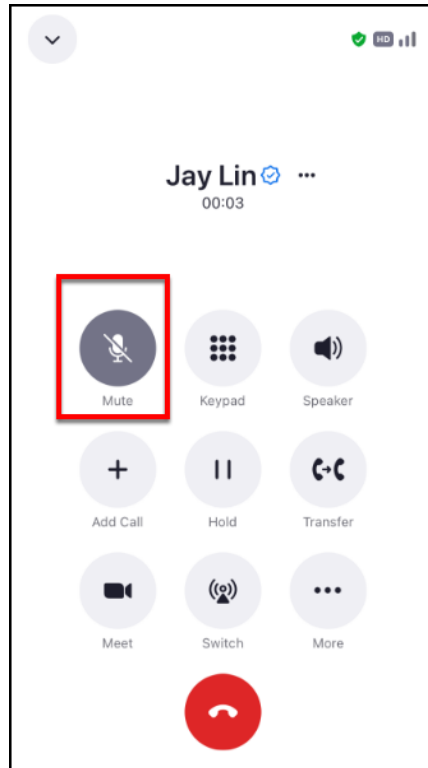 HD
Jay Lin
00:03
Mute Keypad Speaker
Add Call Hold Transfer
Meet Switch More